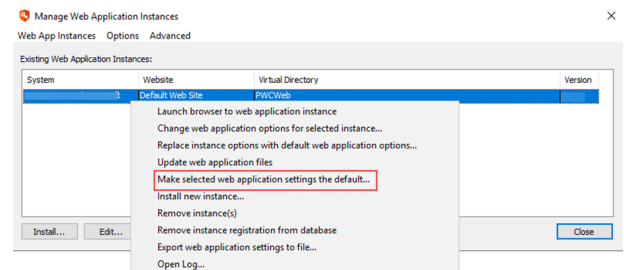 Manage Web Application Instances
Web App Instances Options Advanced
Existing Web Application Instances:
System Website Virtual Directory Version
Default Web Site PWCWeb
Launch browser to web application instance
Change web application options for selected instance...
Replace instance options with default web application options...
Update web application files
Make selected web application settings the default...
Install new instance...
Remove instance(s)
Remove instance registration from database
Export web application settings to file...
Open Log...
Install... Edit... Close